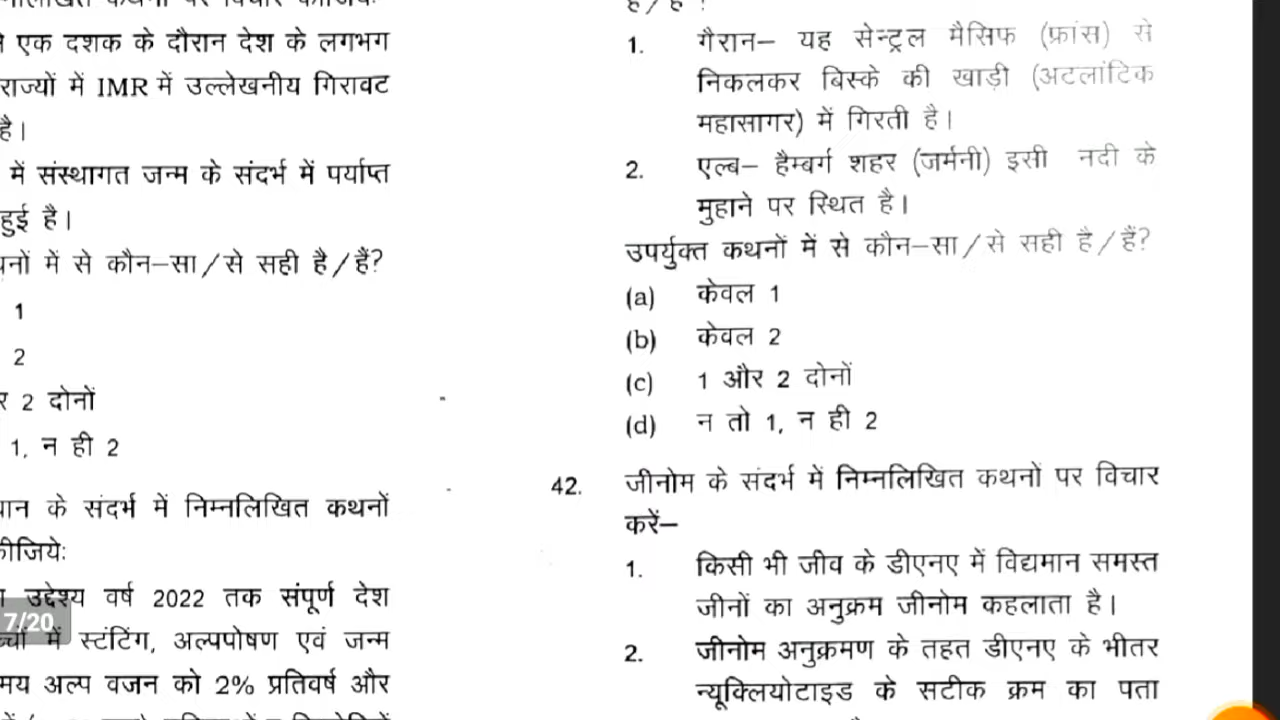 एक दशक के दौरान देश के लगभग
राज्यों में IMR में उल्लेखनीय गिरावट
है।
में संस्थागत जन्म के संदर्भ में पर्याप्त
हुई है।
में से कौन–सा/से सही है/हैं?
1
2
2 दोनों
1, न ही 2
के संदर्भ में निम्नलिखित कथनों
उद्देश्य वर्ष 2022 तक संपूर्ण देश
7/20
में स्टंटिंग, अल्पपोषण एवं जन्म
अल्प वजन को 2% प्रतिवर्ष और
1. गैरान– यह सेन्ट्रल मैसिफ (फ्रांस) से
निकलकर बिस्के की खाड़ी (अटलांटिक
महासागर) में गिरती है।
2. एल्ब– हैम्बर्ग शहर (जर्मनी) इसी नदी के
मुहाने पर स्थित है।
उपर्युक्त कथनों में से कौन–सा/से सही है/हैं?
(a) केवल 1
(b) केवल 2
(c) 1 और 2 दोनों
(d) न तो 1, न ही 2
42. जीनोम के संदर्भ में निम्नलिखित कथनों पर विचार
करें–
1. किसी भी जीव के डीएनए में विद्यमान समस्त
जीनों का अनुक्रम जीनोम कहलाता है।
2. जीनोम अनुक्रमण के तहत डीएनए के भीतर
न्यूक्लियोटाइड के सटीक क्रम का पता